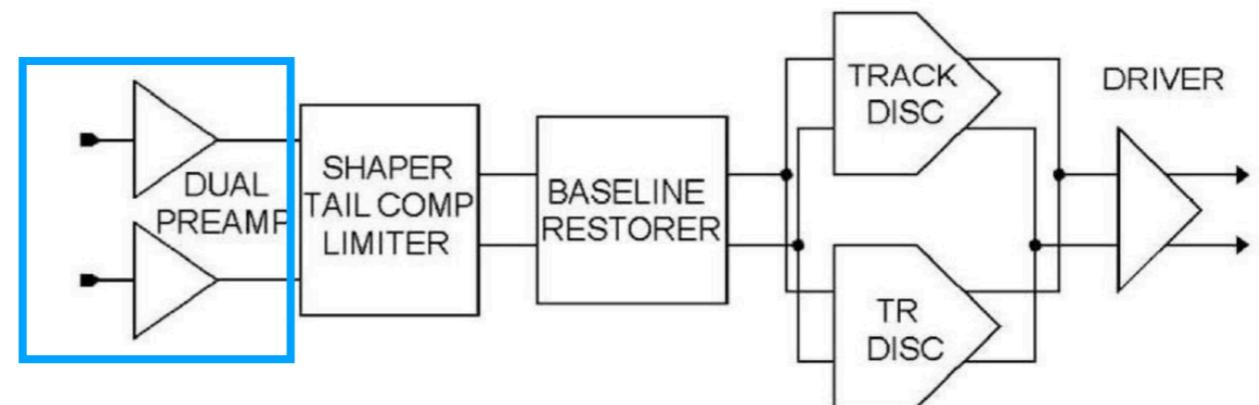 DUAL
PREAMP
SHAPER
TAIL COMP
LIMITER
BASELINE
RESTORER
TRACK
DISC
TR
DISC
DRIVER